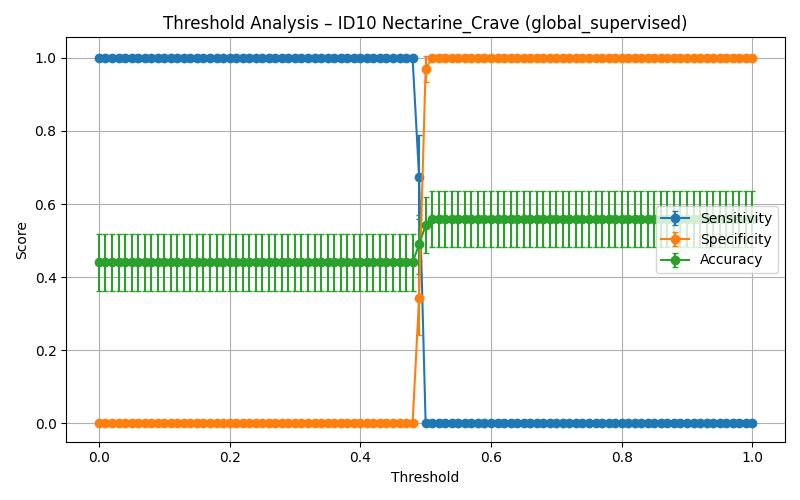 Threshold Analysis – ID10 Nectarine_Crave (global_supervised)
1.0
0.8
0.6
0.4
0.2
0.0
Score
Sensitivity
Specificity
Accuracy
0.0 0.2 0.4 0.6 0.8 1.0
Threshold